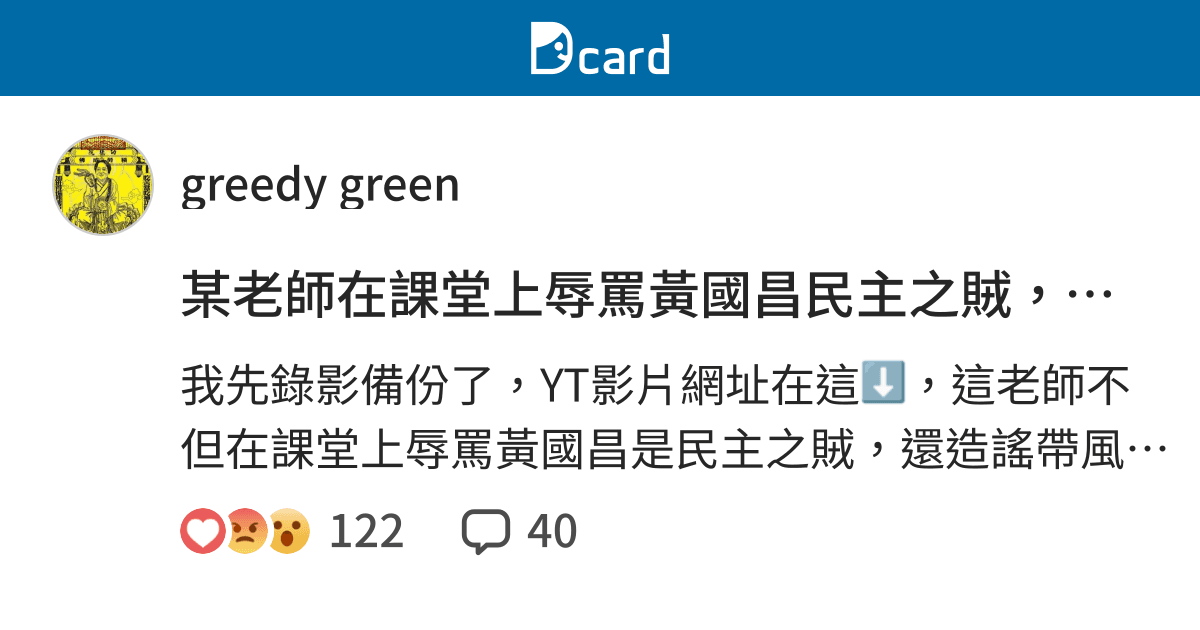 Dcard
greedy green
某老師在課堂上辱罵黃國昌民主之賊，⋯
我先錄影備份了，YT影片網址在這⬇️，這老師不
但在課堂上辱罵黃國昌是民主之賊，還造謠帶風⋯
122 40